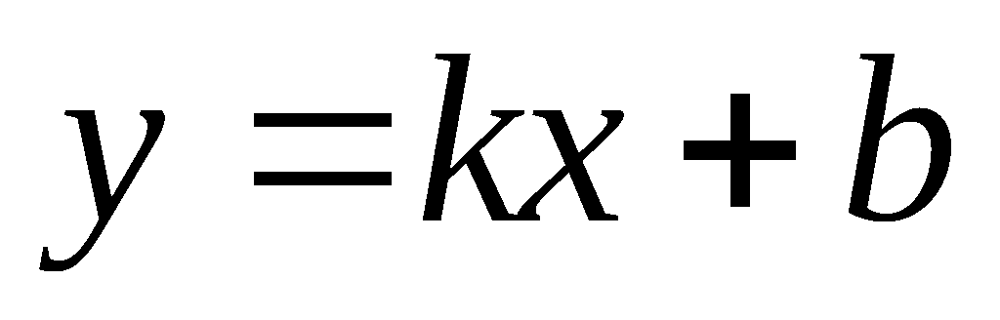 y = kx + b